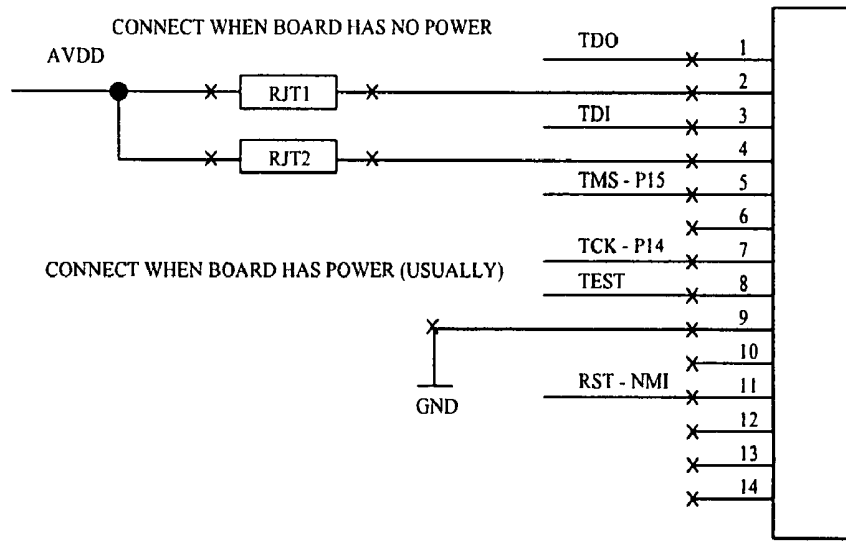 CONNECT WHEN BOARD HAS NO POWER
AVDD
TDO
1
RJT1
2
TDI
3
RJT2
4
TMS - P15
5
6
TCK - P14
7
CONNECT WHEN BOARD HAS POWER (USUALLY)
TEST
8
9
10
GND
RST - NMI
11
12
13
14